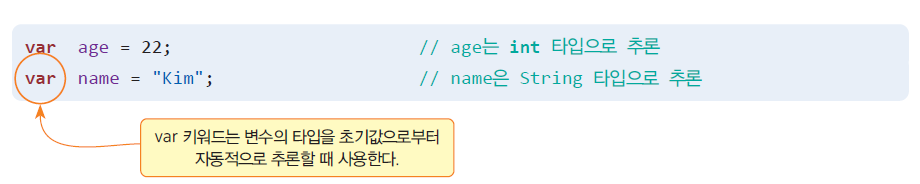 var age = 22; // age는 int 타입으로 추론
var name = "Kim"; // name은 String 타입으로 추론
var 키워드는 변수의 타입을 초기값으로부터
자동적으로 추론할 때 사용한다.